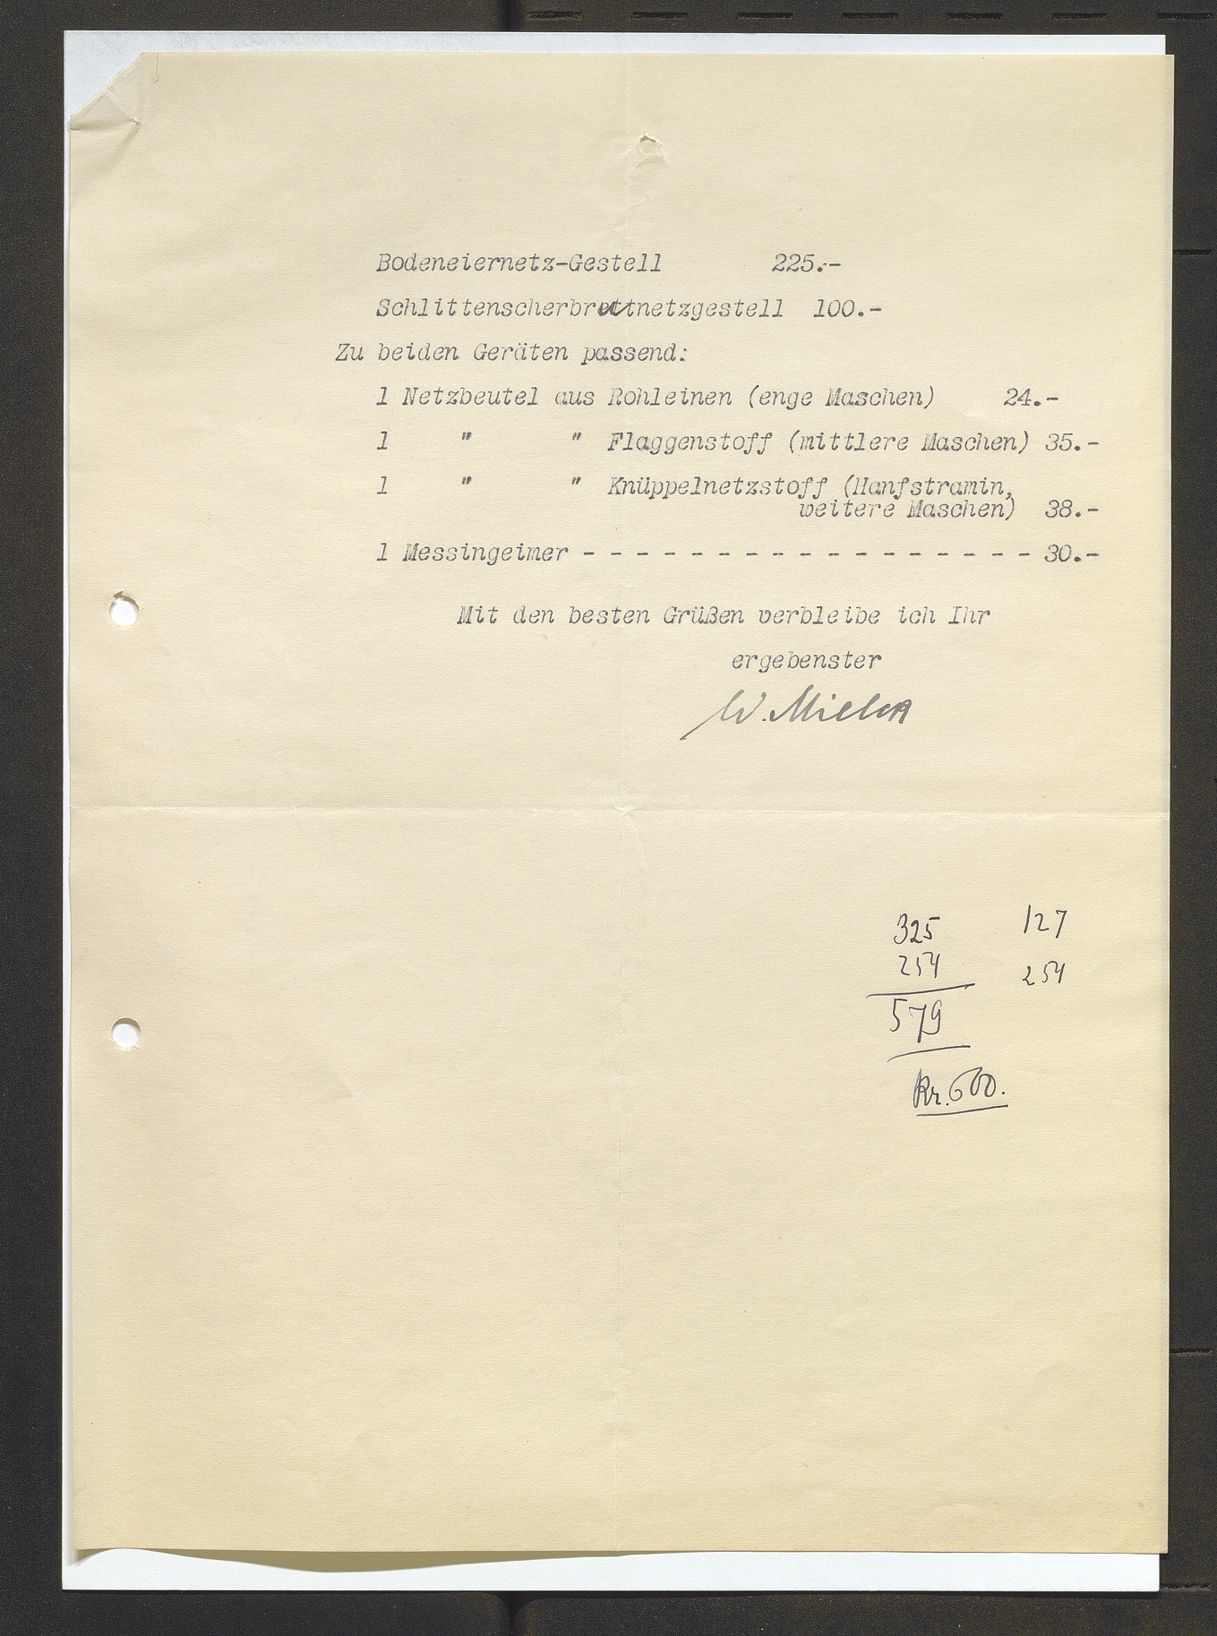 Bodeneiernetz-Gestell 225.-
Schlittenscherbrettnetzgestell 100.-
Zu beiden Geräten passend:
1 Netzbeutel aus Rohleinen (enge Maschen) 24.-
1 " " Flaggenstoff (mittlere Maschen) 35.-
1 " " Knüppelnetzstoff (Hanfstramin,
weitere Maschen) 38.-
1 Messingeimer - - - - - - - - - - - - - - - - - 30.-
Mit den besten Grüßen verbleibe ich Ihr
ergebenster
W. Mielck
325 127
254 254
579
Kr. 600.